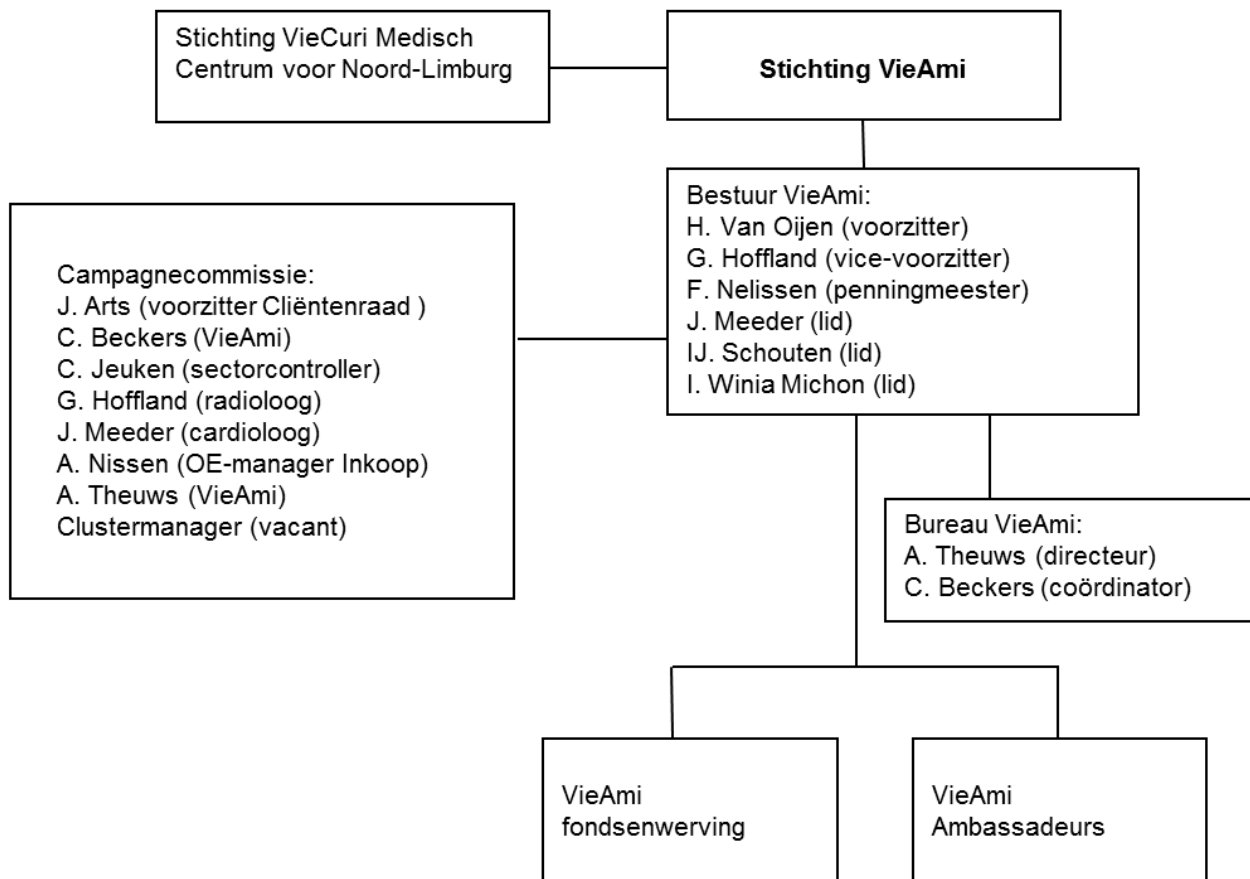 Stichting VieCuri Medisch
Centrum voor Noord-Limburg
Stichting VieAmi
Bestuur VieAmi:
H. Van Oijen (voorzitter)
G. Hoffland (vice-voorzitter)
F. Nelissen (penningmeester)
J. Meeder (lid)
IJ. Schouten (lid)
I. Winia Michon (lid)
Campagnecommissie:
J. Arts (voorzitter Cliëntenraad )
C. Beckers (VieAmi)
C. Jeuken (sectorcontroller)
G. Hoffland (radioloog)
J. Meeder (cardioloog)
A. Nissen (OE-manager Inkoop)
A. Theuws (VieAmi)
Clustermanager (vacant)
Bureau VieAmi:
A. Theuws (directeur)
C. Beckers (coördinator)
VieAmi
fondsenwerving
VieAmi
Ambassadeurs